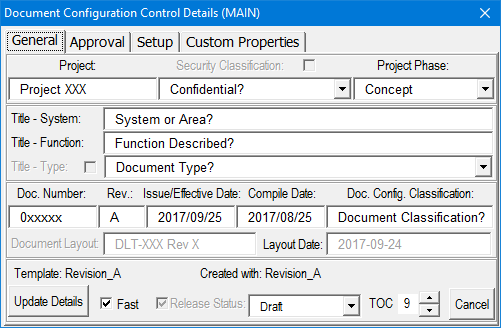 Document Configuration Control Details (MAIN)
General Approval Setup Custom Properties
Project: Security Classification: Project Phase:
Project XXX Confidential? Concept
Title - System: System or Area?
Title - Function: Function Described?
Title - Type: Document Type?
Doc. Number: Rev.: Issue/Effective Date: Compile Date: Doc. Config. Classification:
0xxxxx A 2017/09/25 2017/08/25 Document Classification?
Document Layout: DLT-XXX Rev X Layout Date: 2017-09-24
Template: Revision_A Created with: Revision_A
Update Details Fast Release Status: Draft TOC 9 Cancel